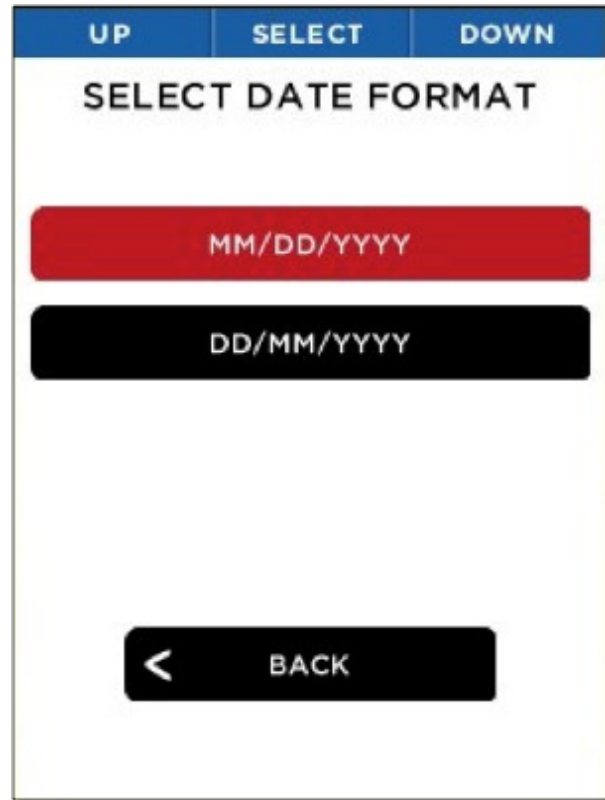 UP SELECT DOWN
SELECT DATE FORMAT
MM/DD/YYYY
DD/MM/YYYY
< BACK